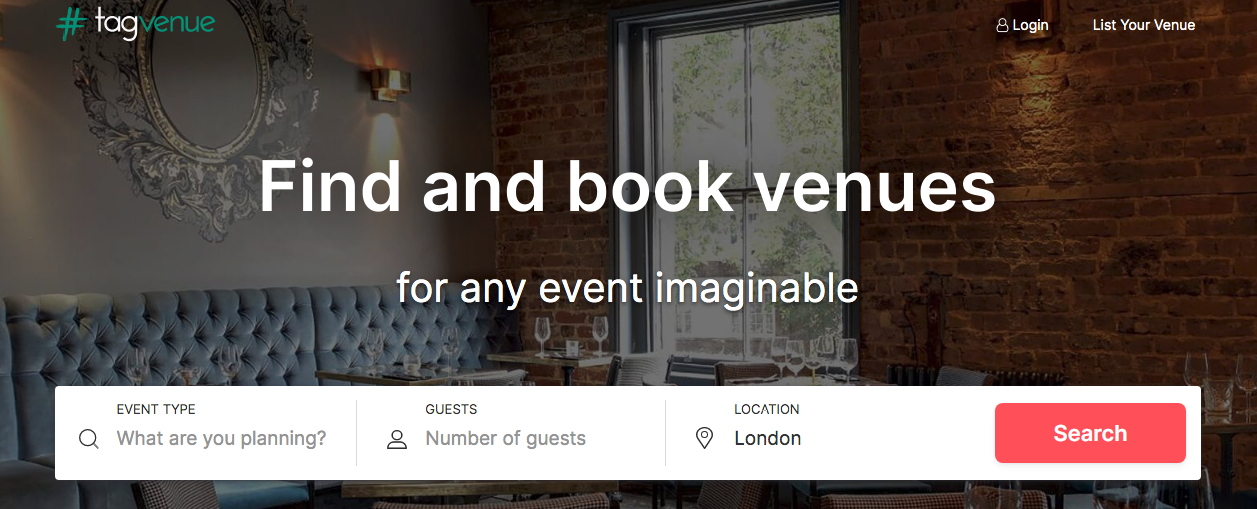 # tagvenue
Login
List Your Venue
Find and book venues
for any event imaginable
EVENT TYPE
What are you planning?
GUESTS
Number of guests
LOCATION
London
Search